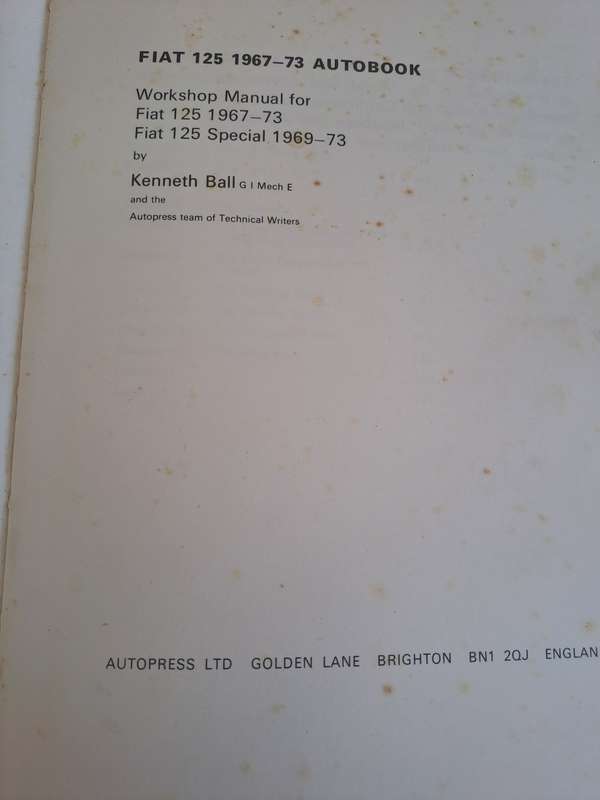 FIAT 125 1967–73 AUTOBOOK
Workshop Manual for
Fiat 125 1967–73
Fiat 125 Special 1969–73
by
Kenneth Ball G I Mech E
and the
Autopress team of Technical Writers
AUTOPRESS LTD GOLDEN LANE BRIGHTON BN1 2QJ ENGLAN